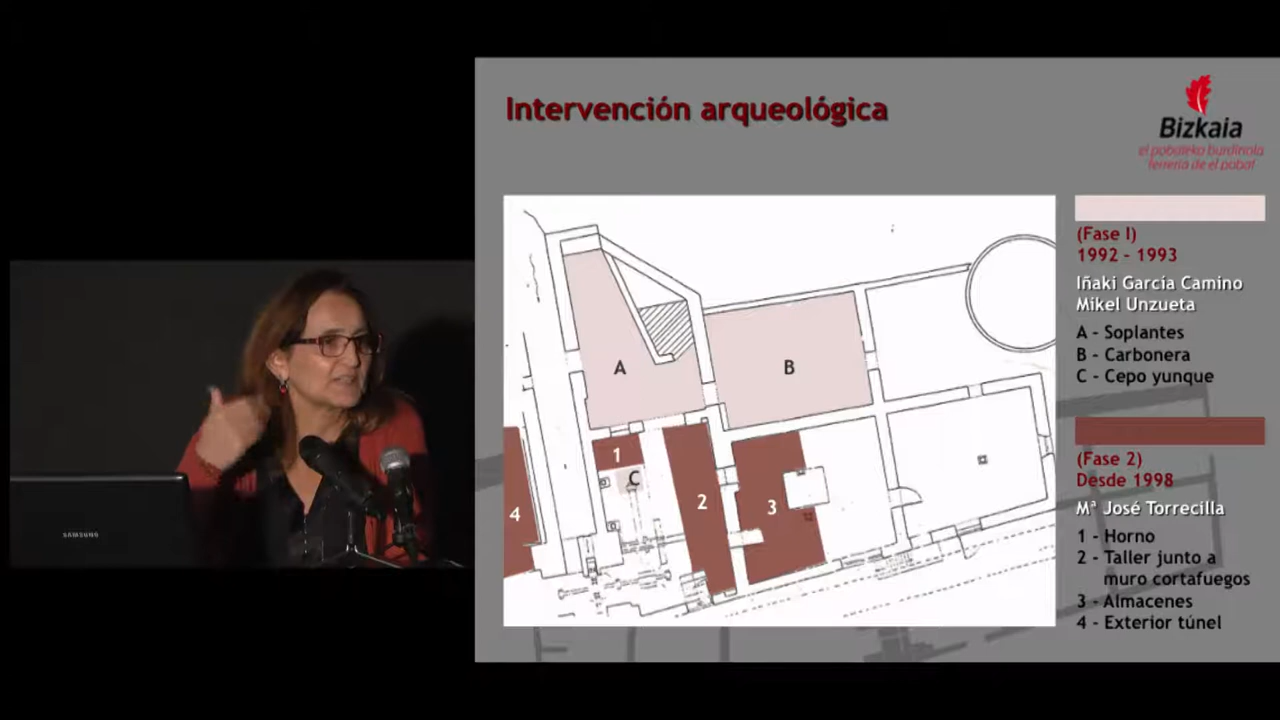 Intervención arqueológica
Bizkaia
el pobaleko burdinola
ferrería de el pobal
A
B
1
C
2
3
4
(Fase I)
1992 - 1993
Iñaki García Camino
Mikel Unzueta
A - Soplantes
B - Carbonera
C - Cepo yunque
(Fase 2)
Desde 1998
Mª José Torrecilla
1 - Horno
2 - Taller junto a
muro cortafuegos
3 - Almacenes
4 - Exterior túnel
SAMSUNG